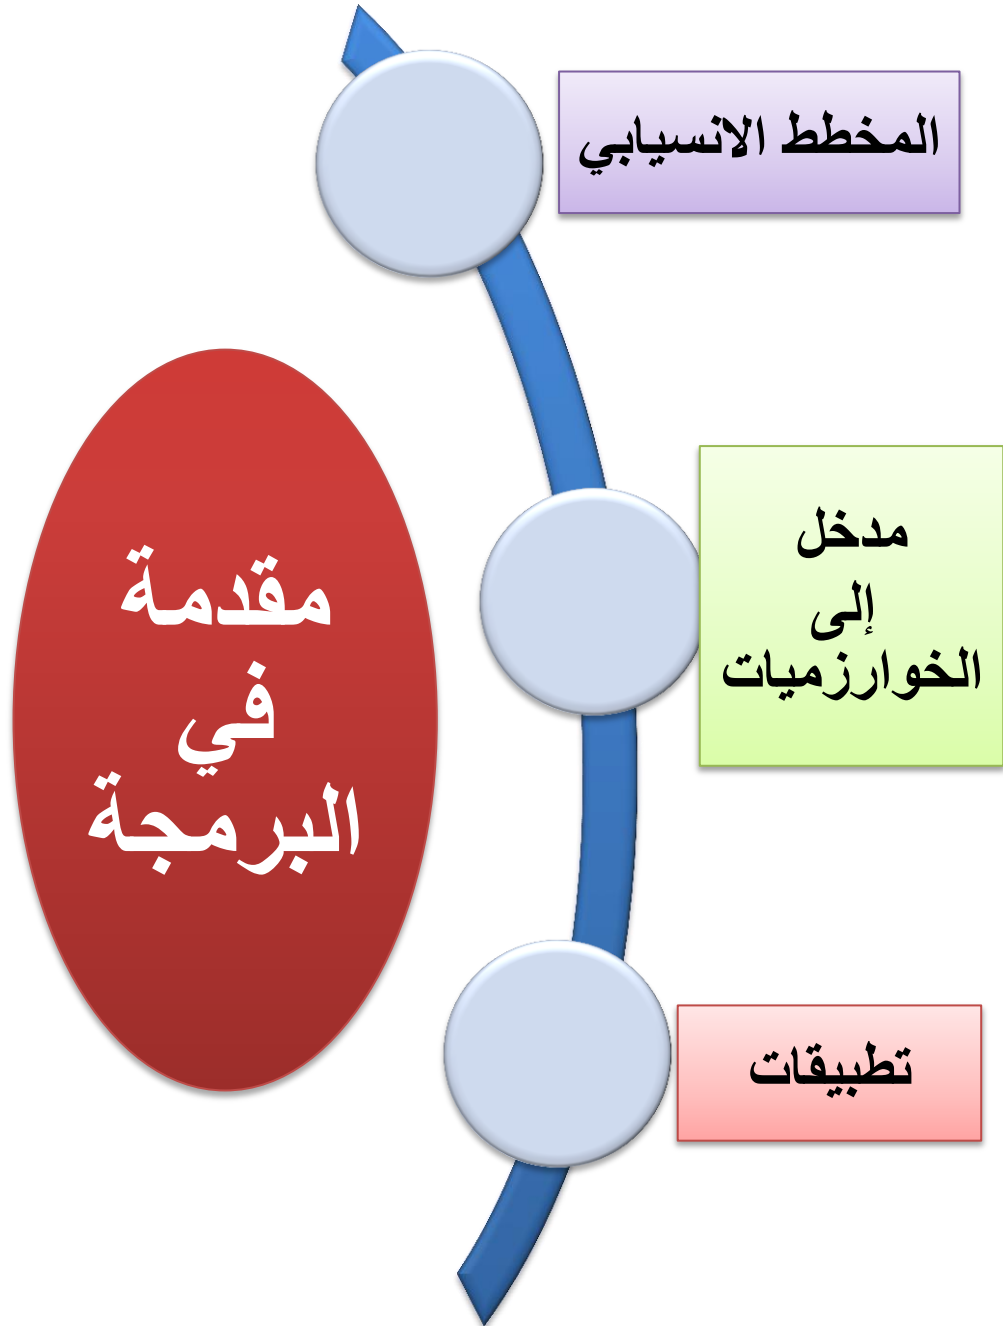 المخطط الانسيابي
مدخل
إلى
الخوارزميات
تطبيقات
مقدمة
في
البرمجة